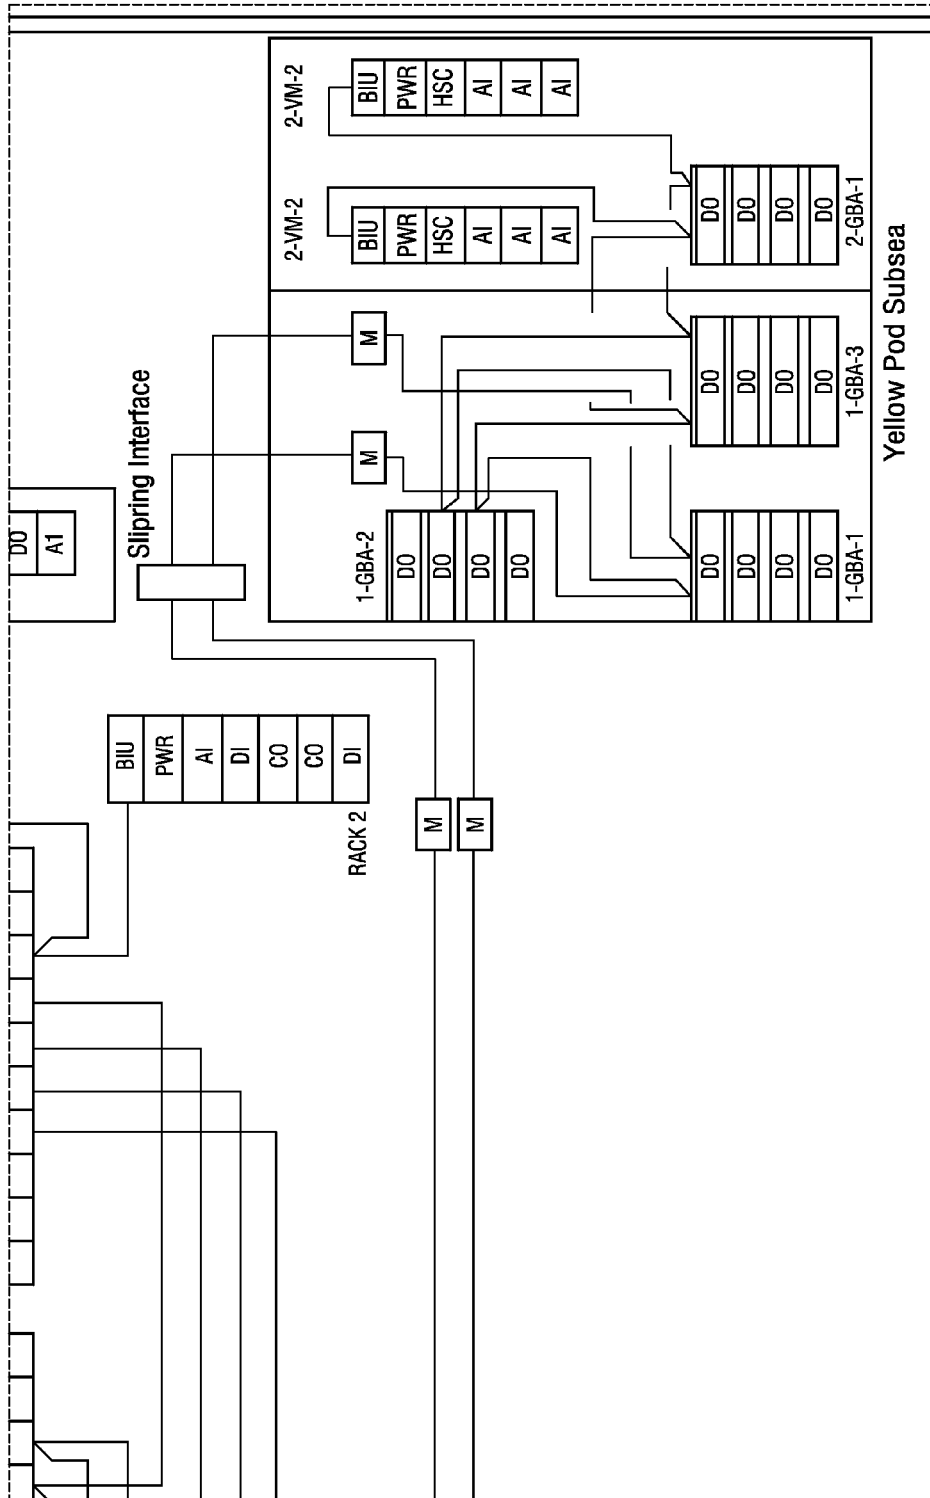 2-VM-2
BIU
PWR
HSC
AI
AI
AI
2-VM-2
BIU
PWR
HSC
AI
AI
AI
DO
DO
DO
DO
2-GBA-1
M
M
DO
DO
DO
DO
1-GBA-3
1-GBA-2
DO
DO
DO
DO
DO
DO
DO
DO
1-GBA-1
Yellow Pod Subsea
Slipring Interface
DO
A1
BIU
PWR
AI
DI
CO
CO
DI
RACK 2
M
M